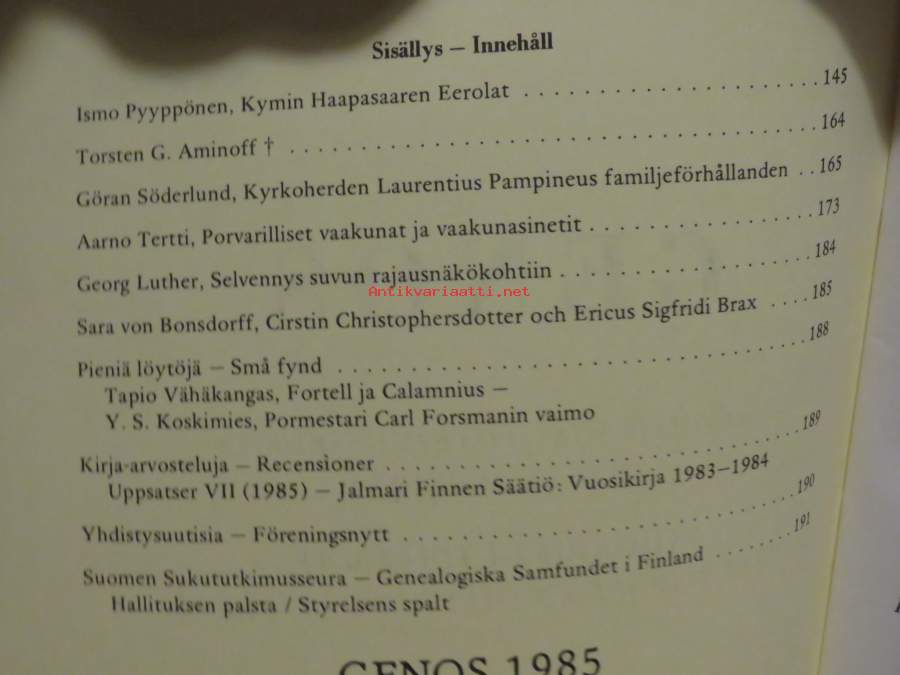 Sisällys – Innehåll
Ismo Pyyppönen, Kymin Haapasaaren Eerolat . . . . . . . . . . . . . . . . . . . . . 145
Torsten G. Aminoff † . . . . . . . . . . . . . . . . . . . . . . . . . . . . . . . . . . . . . 164
Göran Söderlund, Kyrkoherden Laurentius Pampineus familjeförhållanden . . 165
Aarno Tertti, Porvarilliset vaakunat ja vaakunasinetit . . . . . . . . . . . . . . . . 173
Georg Luther, Selvennys suvun rajausnäkökohtiin . . . . . . . . . . . . . . . . . . 184
Antikvariaatti.net
Sara von Bonsdorff, Cirstin Christophersdotter och Ericus Sigfridi Brax . . . . 185
Pieniä löytöjä – Små fynd . . . . . . . . . . . . . . . . . . . . . . . . . . . . . . . . . 188
Tapio Vähäkangas, Fortell ja Calamnius –
Y. S. Koskimies, Pormestari Carl Forsmanin vaimo
Kirja-arvosteluja – Recensioner . . . . . . . . . . . . . . . . . . . . . . . . . . . . . 189
Uppsatser VII (1985) – Jalmari Finnen Säätiö: Vuosikirja 1983–1984
Yhdistysuutisia – Föreningsnytt . . . . . . . . . . . . . . . . . . . . . . . . . . . . . 190
Suomen Sukututkimusseura – Genealogiska Samfundet i Finland . . . . . . . 191
Hallituksen palsta / Styrelsens spalt
GENOS 1985